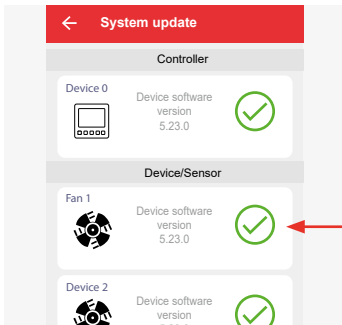 System update
Controller
Device 0
Device software
version
5.23.0
Device/Sensor
Fan 1
Device software
version
5.23.0
Device 2
Device software
version